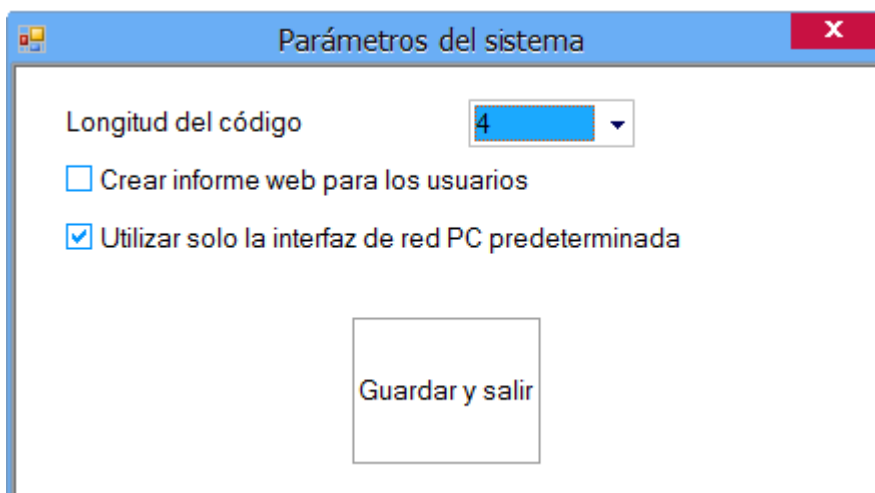 Parámetros del sistema
Longitud del código 4
Crear informe web para los usuarios
Utilizar solo la interfaz de red PC predeterminada
Guardar y salir